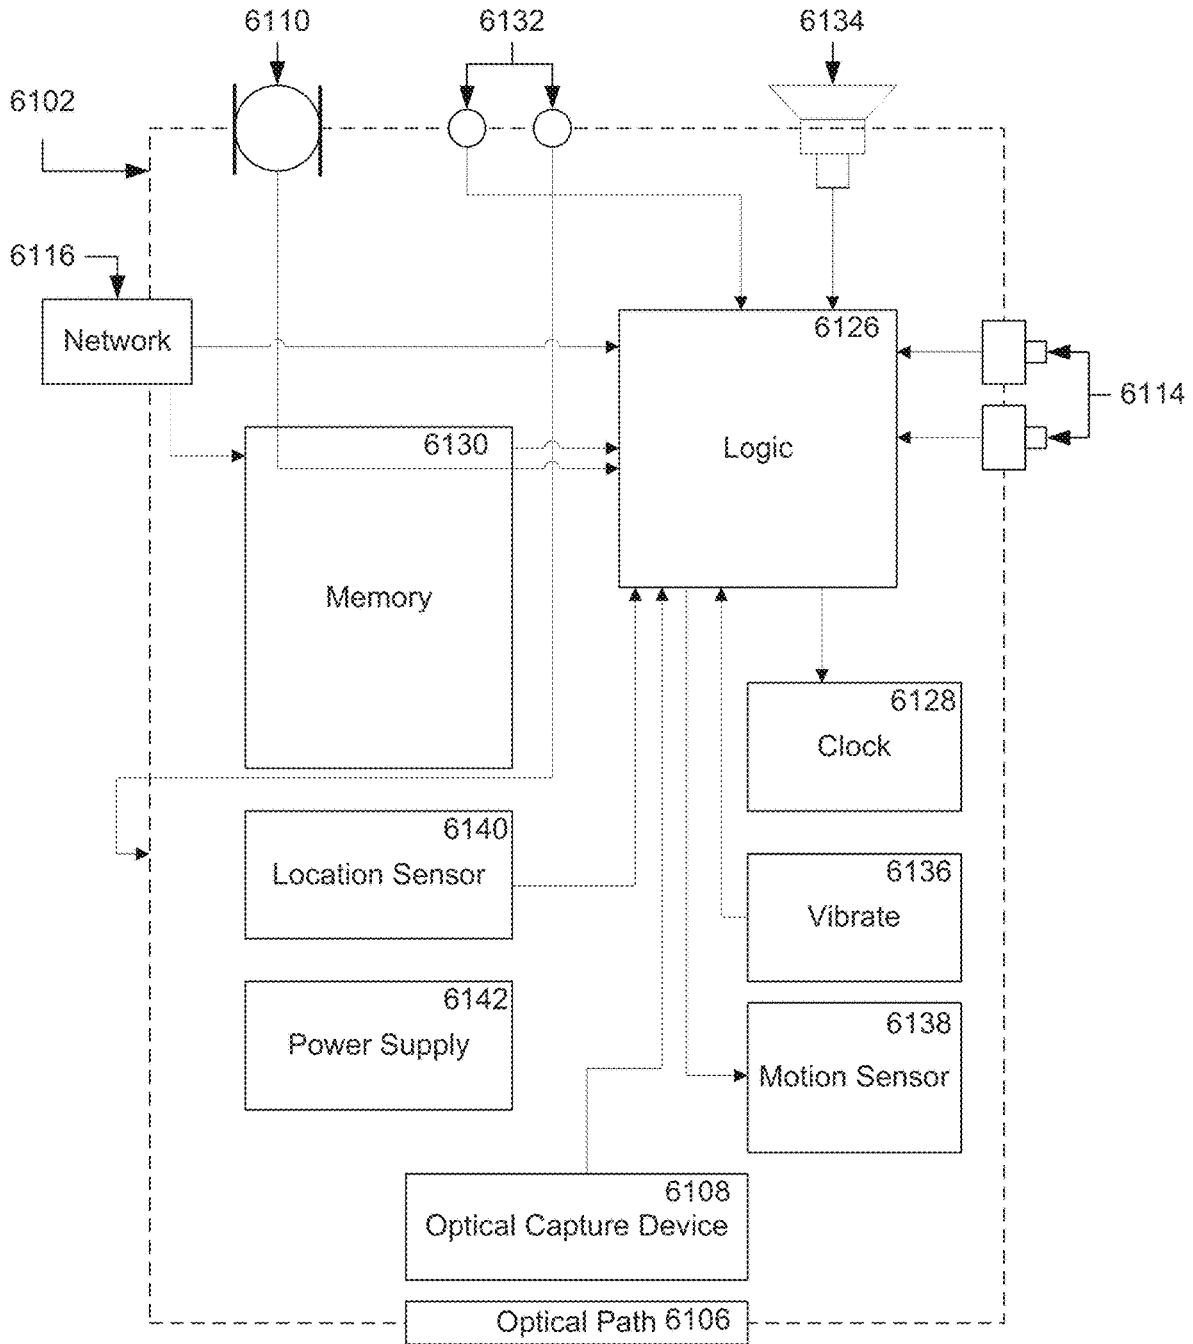 6110
6132
6134
6102
6116
Network
6126
Logic
6114
6130
Memory
6128
Clock
6140
Location Sensor
6136
Vibrate
6142
Power Supply
6138
Motion Sensor
6108
Optical Capture Device
Optical Path 6106